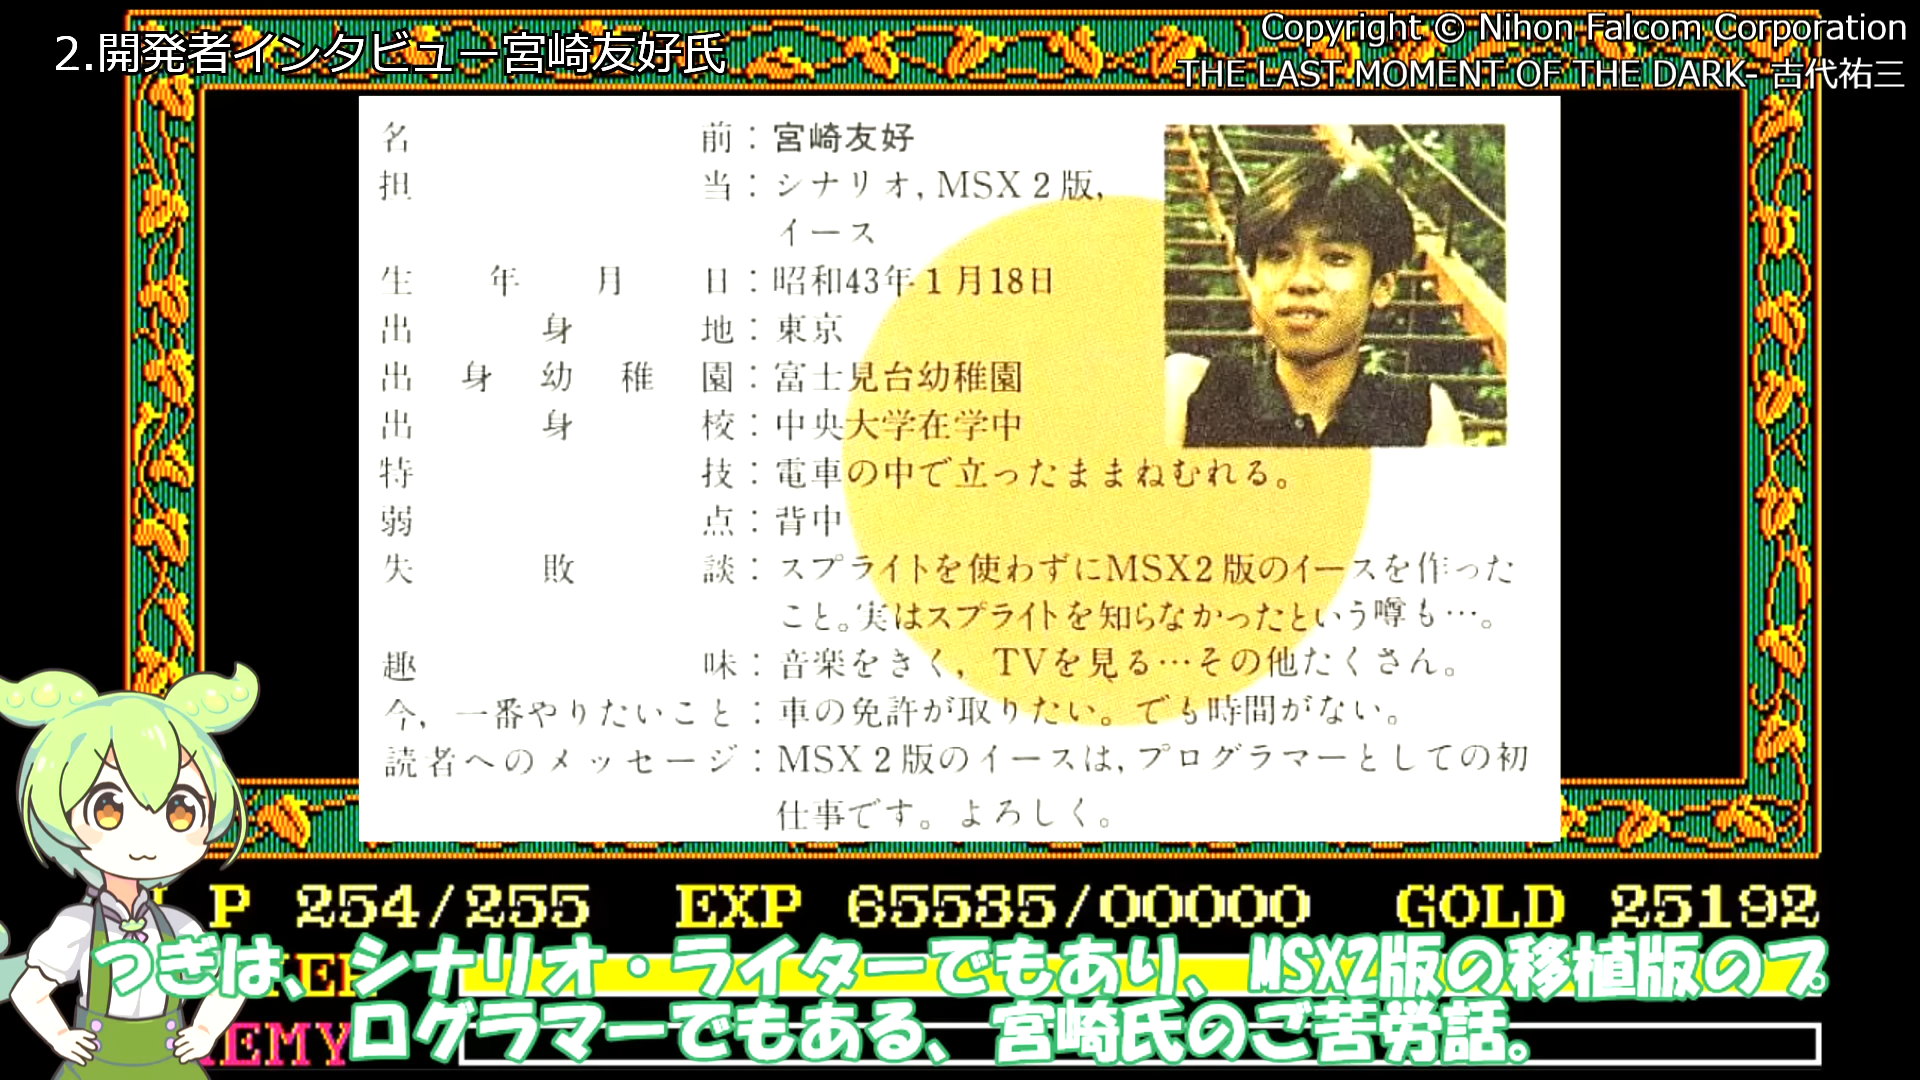 2.開発者インタビュー宮崎友好氏
Copyright © Nihon Falcom Corporation
THE LAST MOMENT OF THE DARK- 古代祐三
名前：宮崎友好
担当：シナリオ，MSX２版，
イース
生年月日：昭和43年１月18日
出身地：東京
出身幼稚園：富士見台幼稚園
出身校：中央大学在学中
特技：電車の中で立ったままねむれる。
弱点：背中
失敗談：スプライトを使わずにMSX2版のイースを作った
こと。実はスプライトを知らなかったという噂も…。
趣味：音楽をきく，TVを見る…その他たくさん。
今，一番やりたいこと：車の免許が取りたい。でも時間がない。
読者へのメッセージ：MSX２版のイースは，プログラマーとしての初
仕事です。よろしく。
P 254/255 EXP 65535/00000 GOLD 25192
つぎは、シナリオ・ライターでもあり、MSX2版の移植版のプ
ログラマーでもある、宮崎氏のご苦労話。
EMY